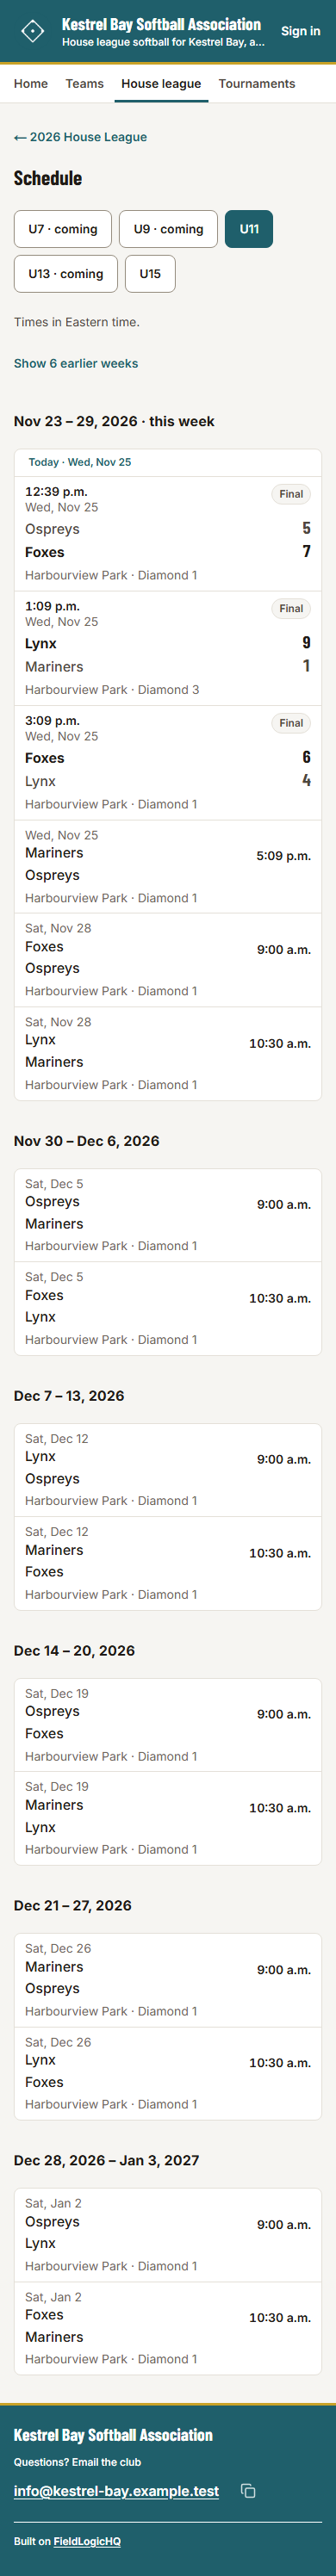 Kestrel Bay Softball Association
House league softball for Kestrel Bay, a...
Sign in
Home Teams House league Tournaments
← 2026 House League
Schedule
U7 · coming U9 · coming U11
U13 · coming U15
Times in Eastern time.
Show 6 earlier weeks
Nov 23 – 29, 2026 · this week
Today · Wed, Nov 25
12:39 p.m. Final
Wed, Nov 25
Ospreys 5
Foxes 7
Harbourview Park · Diamond 1
1:09 p.m. Final
Wed, Nov 25
Lynx 9
Mariners 1
Harbourview Park · Diamond 3
3:09 p.m. Final
Wed, Nov 25
Foxes 6
Lynx 4
Harbourview Park · Diamond 1
Wed, Nov 25
Mariners 5:09 p.m.
Ospreys
Harbourview Park · Diamond 1
Sat, Nov 28
Foxes 9:00 a.m.
Ospreys
Harbourview Park · Diamond 1
Sat, Nov 28
Lynx 10:30 a.m.
Mariners
Harbourview Park · Diamond 1
Nov 30 – Dec 6, 2026
Sat, Dec 5
Ospreys 9:00 a.m.
Mariners
Harbourview Park · Diamond 1
Sat, Dec 5
Foxes 10:30 a.m.
Lynx
Harbourview Park · Diamond 1
Dec 7 – 13, 2026
Sat, Dec 12
Lynx 9:00 a.m.
Ospreys
Harbourview Park · Diamond 1
Sat, Dec 12
Mariners 10:30 a.m.
Foxes
Harbourview Park · Diamond 1
Dec 14 – 20, 2026
Sat, Dec 19
Ospreys 9:00 a.m.
Foxes
Harbourview Park · Diamond 1
Sat, Dec 19
Mariners 10:30 a.m.
Lynx
Harbourview Park · Diamond 1
Dec 21 – 27, 2026
Sat, Dec 26
Mariners 9:00 a.m.
Ospreys
Harbourview Park · Diamond 1
Sat, Dec 26
Lynx 10:30 a.m.
Foxes
Harbourview Park · Diamond 1
Dec 28, 2026 – Jan 3, 2027
Sat, Jan 2
Ospreys 9:00 a.m.
Lynx
Harbourview Park · Diamond 1
Sat, Jan 2
Foxes 10:30 a.m.
Mariners
Harbourview Park · Diamond 1
Kestrel Bay Softball Association
Questions? Email the club
info@kestrel-bay.example.test
Built on FieldLogicHQ